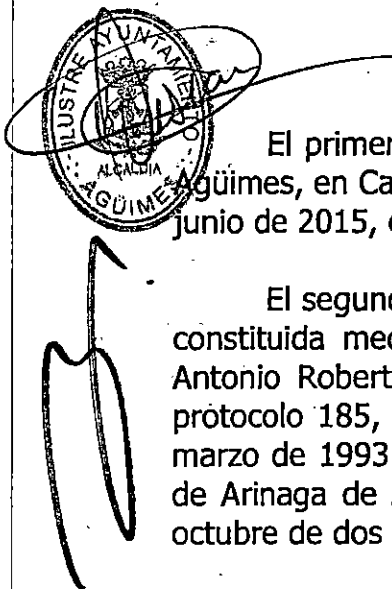 ILUSTRE AYUNTAMIENTO
ALCALDIA
AGÜIMES
El primer
Agüimes, en Ca
junio de 2015, 
El segund
constituida med
Antonio Robert
protocolo 185,
marzo de 1993
de Arinaga de
octubre de dos